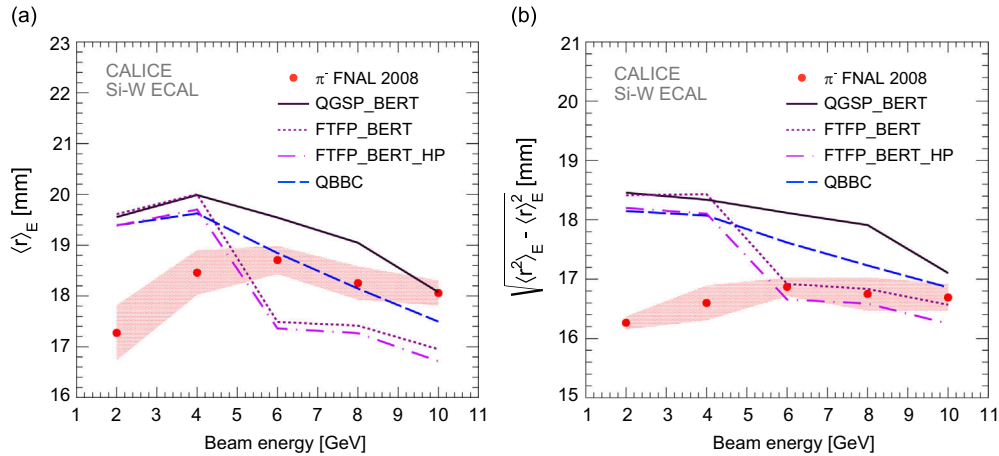 (a)
CALICE
Si-W ECAL
π⁻ FNAL 2008
QGSP_BERT
FTFP_BERT
FTFP_BERT_HP
QBBC
23
22
21
20
19
18
17
16
⟨r⟩_E [mm]
1 2 3 4 5 6 7 8 9 10 11
Beam energy [GeV]
(b)
CALICE
Si-W ECAL
π⁻ FNAL 2008
QGSP_BERT
FTFP_BERT
FTFP_BERT_HP
QBBC
21
20
19
18
17
16
15
√⟨r²⟩_E - ⟨r⟩²_E [mm]
1 2 3 4 5 6 7 8 9 10 11
Beam energy [GeV]